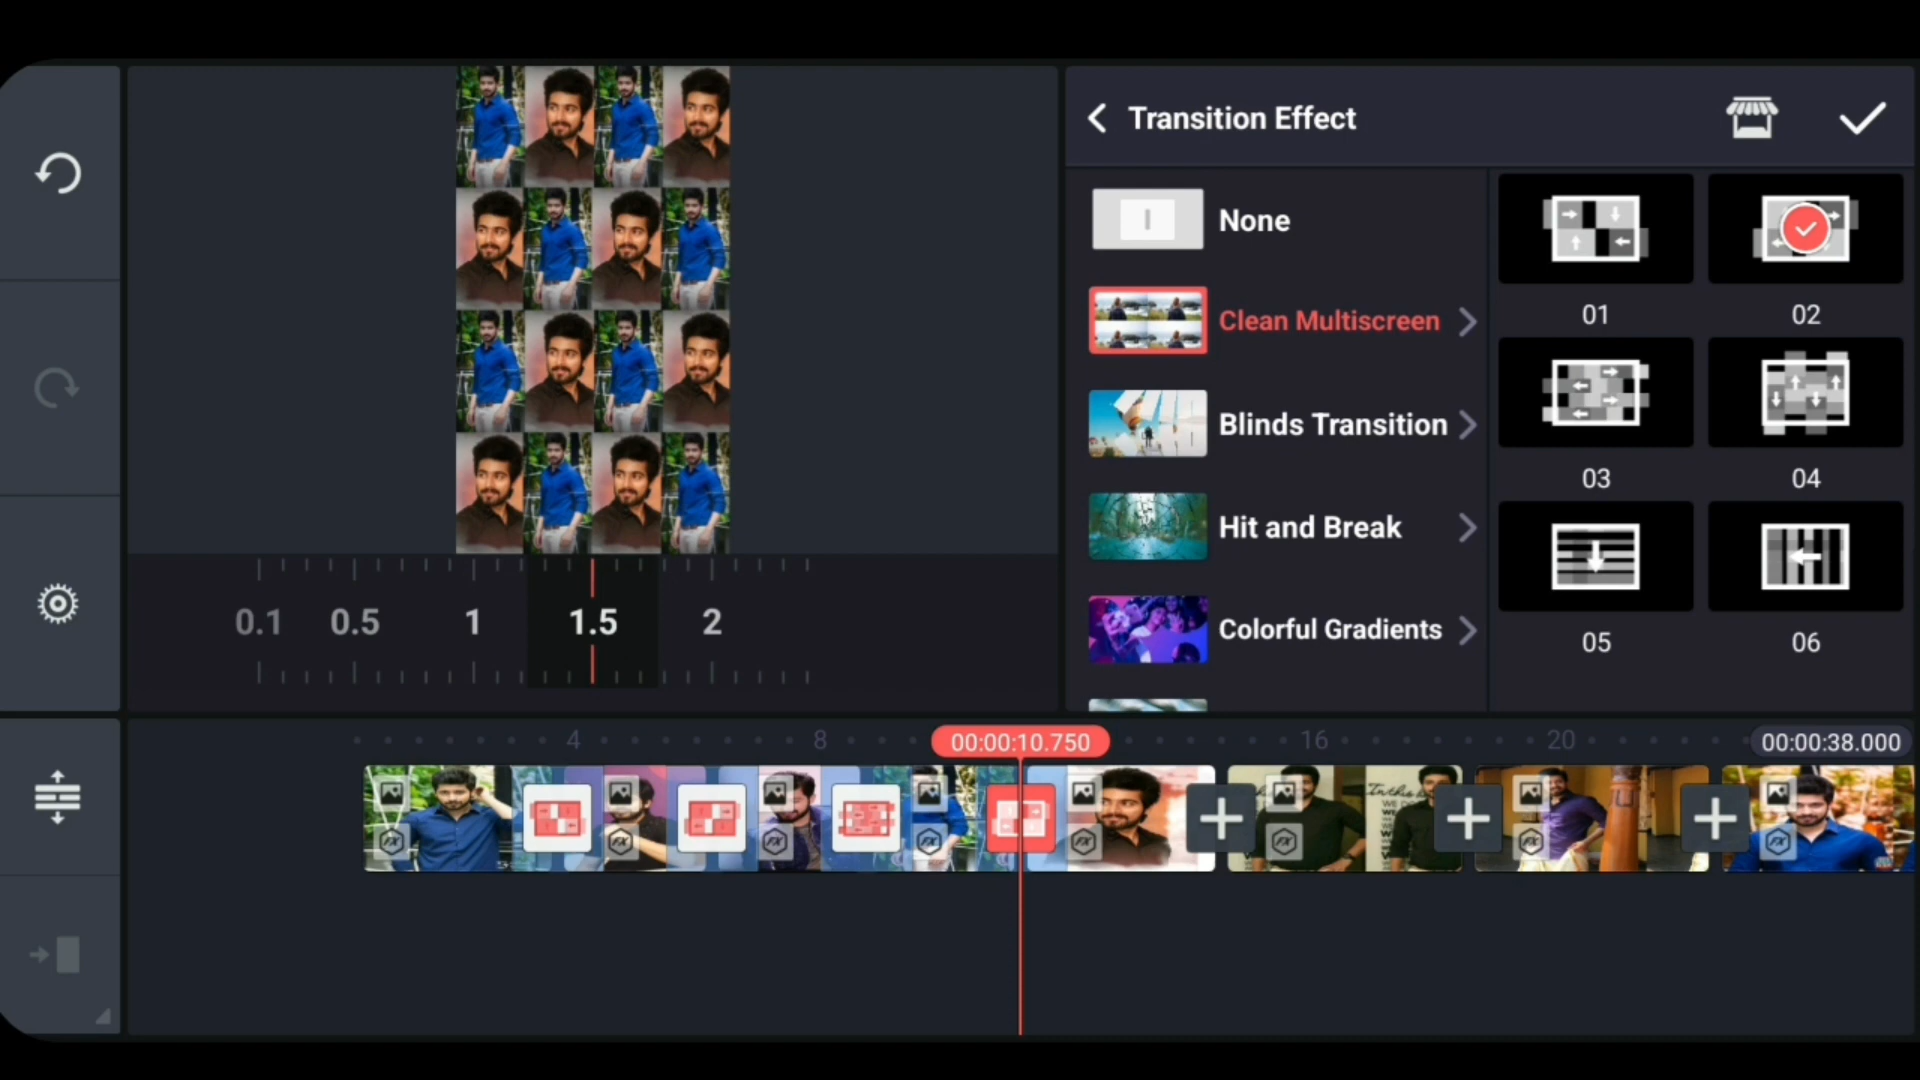 Transition Effect
None
Clean Multiscreen
Blinds Transition
Hit and Break
Colorful Gradients
01
02
03
04
05
06
0.1 0.5 1 1.5 2
4 8 00:00:10.750 16 20 00:00:38.000